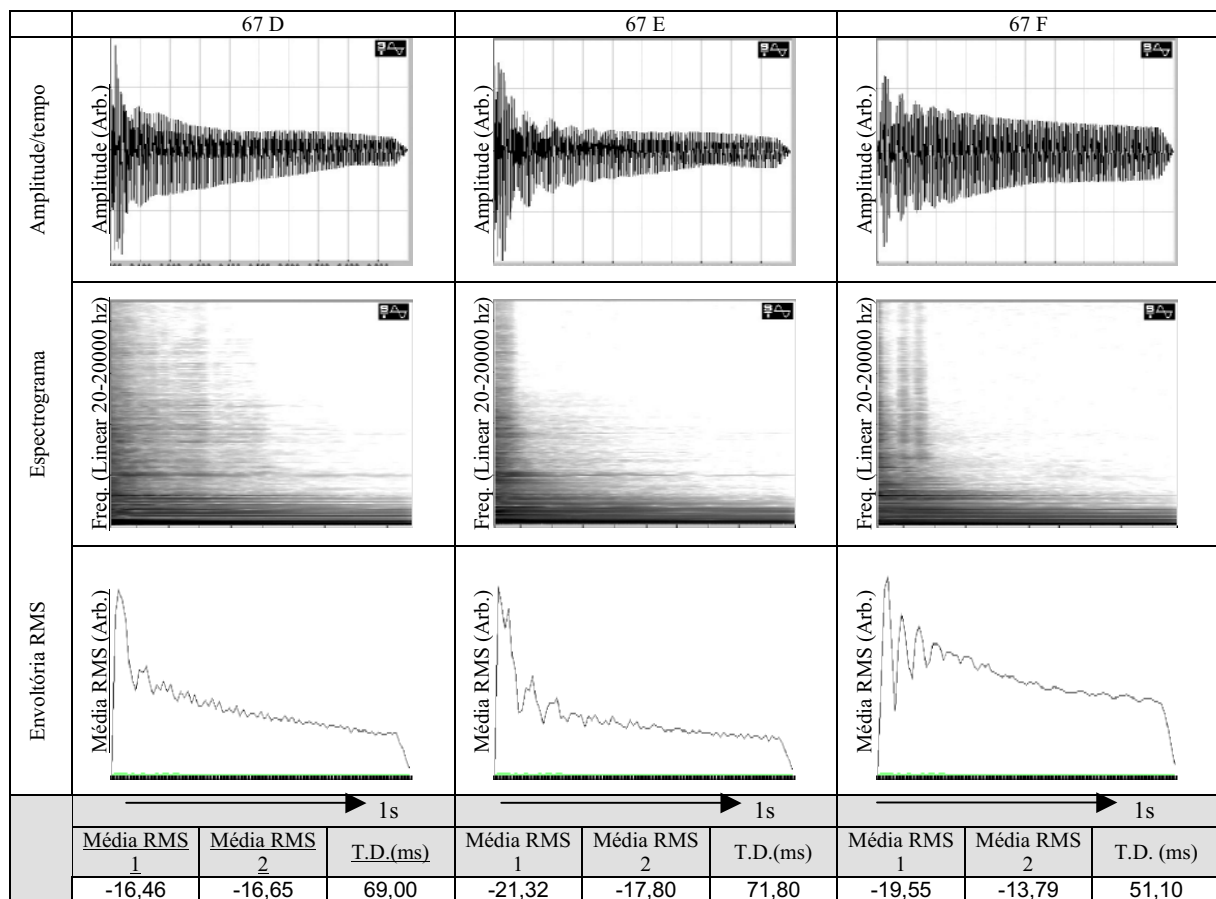 67 D 67 E 67 F
Amplitude/tempo
Amplitude (Arb.)
Amplitude (Arb.)
Amplitude (Arb.)
Espectrograma
Freq. (Linear 20-20000 hz)
Freq. (Linear 20-20000 hz)
Freq. (Linear 20-20000 hz)
Envoltória RMS
Média RMS (Arb.)
Média RMS (Arb.)
Média RMS (Arb.)
1s 1s 1s
Média RMS 1 Média RMS 2 T.D.(ms) Média RMS 1 Média RMS 2 T.D.(ms) Média RMS 1 Média RMS 2 T.D. (ms)
-16,46 -16,65 69,00 -21,32 -17,80 71,80 -19,55 -13,79 51,10